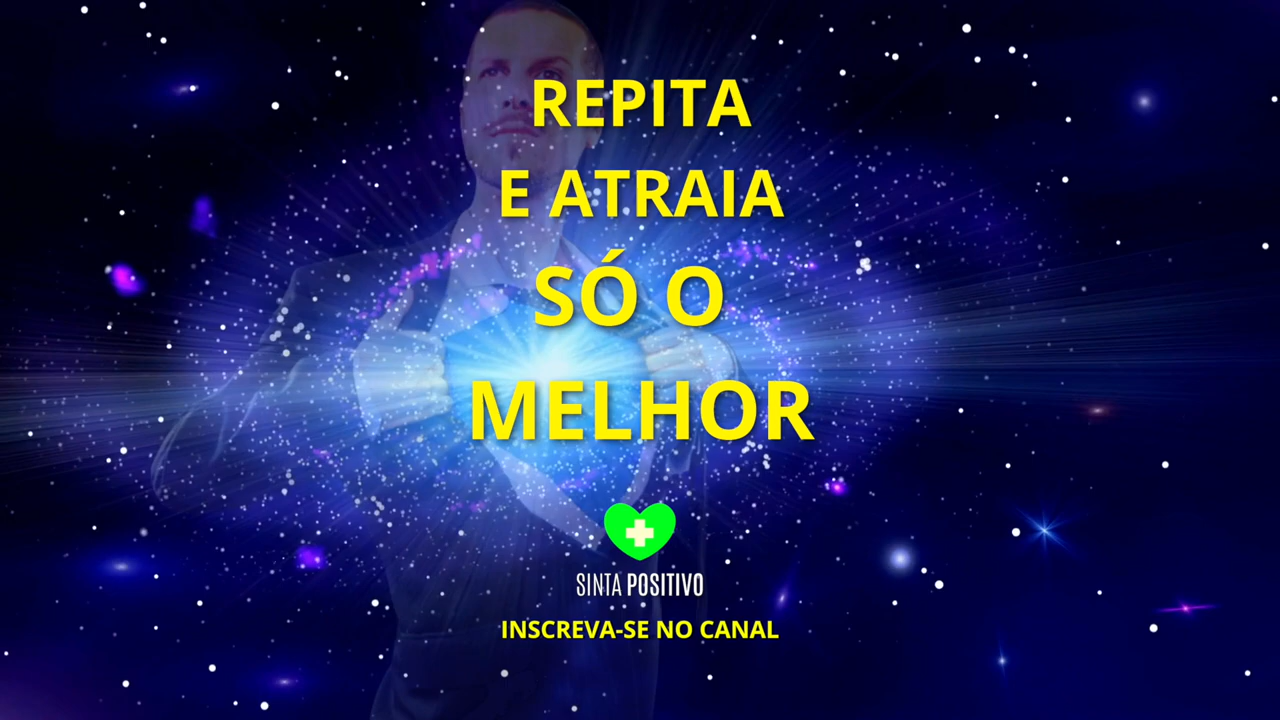 REPITA
E ATRAIA
SÓ O
MELHOR
SINTA POSITIVO
INSCREVA-SE NO CANAL